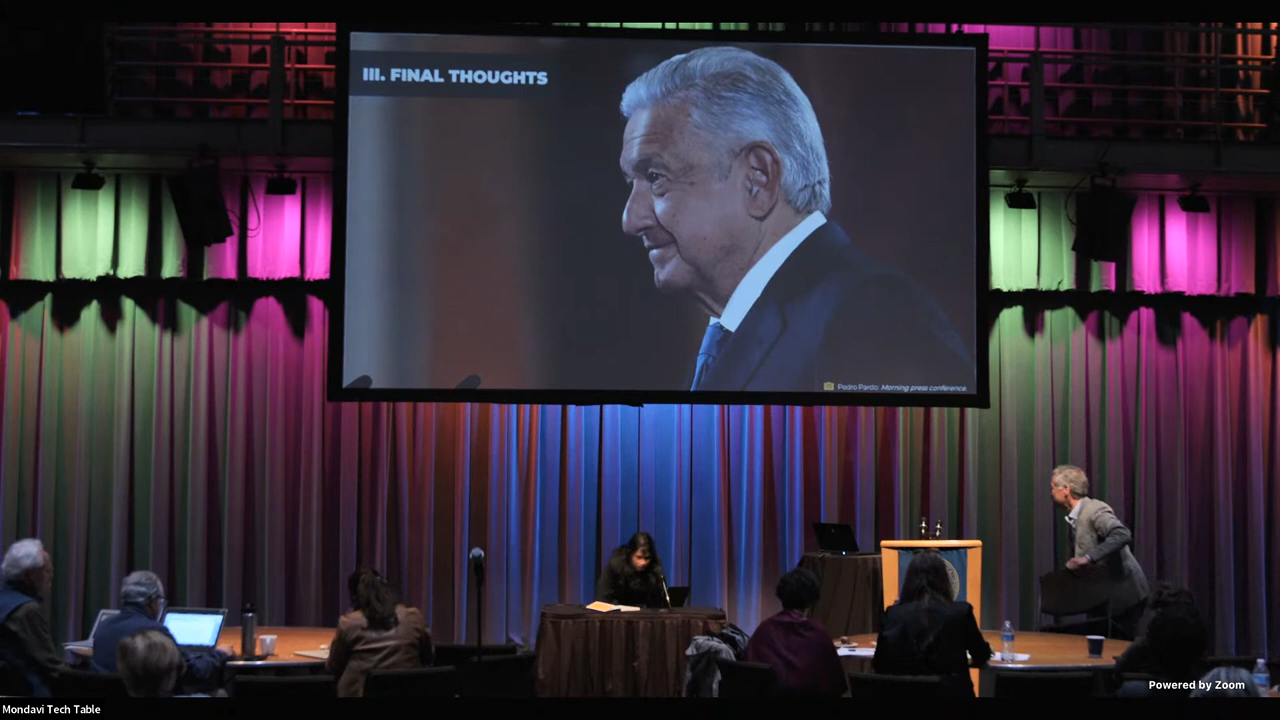 III. FINAL THOUGHTS
Pedro Pardo: Morning press conference.
Powered by Zoom
Mondavi Tech Table